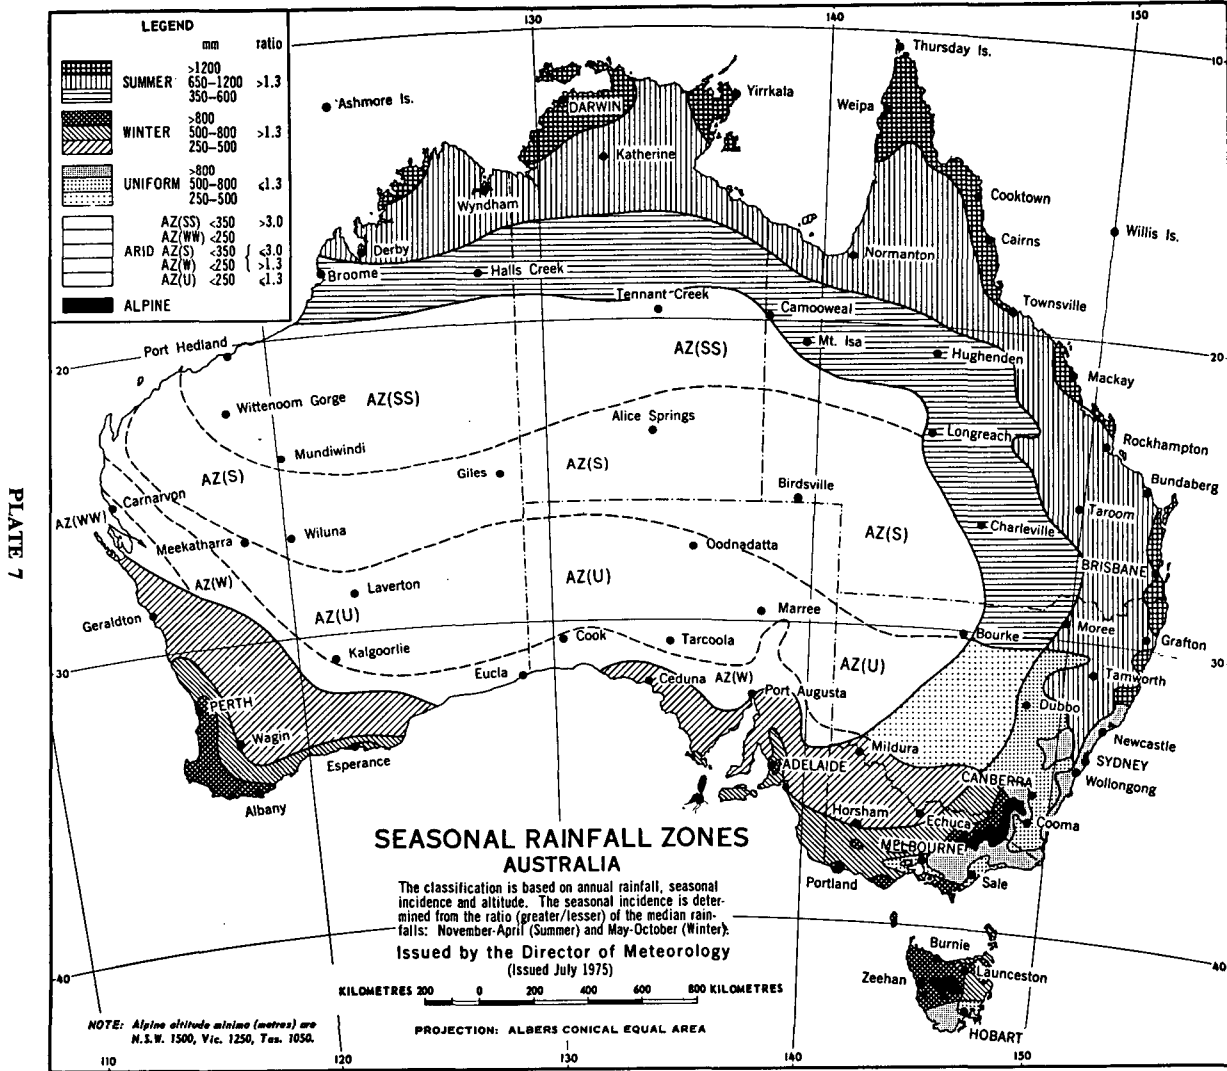 PLATE 7
LEGEND
mm ratio
SUMMER >1200
650-1200 >1.3
350-600
WINTER >800
500-800 >1.3
250-500
UNIFORM >800
500-800 ⩽1.3
250-500
ARID AZ(SS) <350 >3.0
AZ(WW) <250
AZ(S) <350 { ⩽3.0
AZ(W) <250 { >1.3
AZ(U) <250 ⩽1.3
ALPINE
130
140
150
10
Thursday Is.
Ashmore Is.
DARWIN
Yirrkala
Weipa
Katherine
Wyndham
Cooktown
Derby
Cairns
Willis Is.
Normanton
Broome
Halls Creek
Tennant Creek
Camooweal
Townsville
Port Hedland
AZ(SS)
Mt. Isa
Hughenden
20
20
Mackay
Wittenoom Gorge
AZ(SS)
Alice Springs
Longreach
Rockhampton
Mundiwindi
Giles
AZ(S)
AZ(S)
Birdsville
Bundaberg
Carnarvon
Taroom
AZ(WW)
Wiluna
Meekatharra
Oodnadatta
AZ(S)
Charleville
BRISBANE
AZ(W)
Laverton
AZ(U)
Geraldton
AZ(U)
Marree
Moree
Kalgoorlie
Cook
Tarcoola
Bourke
Grafton
30
30
Eucla
Ceduna
AZ(W)
AZ(U)
Port Augusta
Tamworth
PERTH
Dubbo
Wagin
Mildura
Newcastle
Esperance
ADELAIDE
SYDNEY
CANBERRA
Wollongong
Albany
Horsham
Echuca
Cooma
MELBOURNE
Portland
Sale
SEASONAL RAINFALL ZONES
AUSTRALIA
The classification is based on annual rainfall, seasonal
incidence and altitude. The seasonal incidence is deter-
mined from the ratio (greater/lesser) of the median rain-
falls: November-April (Summer) and May-October (Winter).
Issued by the Director of Meteorology
(Issued July 1975)
KILOMETRES 200 0 200 400 600 800 KILOMETRES
PROJECTION: ALBERS CONICAL EQUAL AREA
Burnie
Zeehan
Launceston
HOBART
40
40
NOTE: Alpine altitude minima (metres) are
N.S.W. 1500, Vic. 1250, Tas. 1050.
110
120
130
140
150